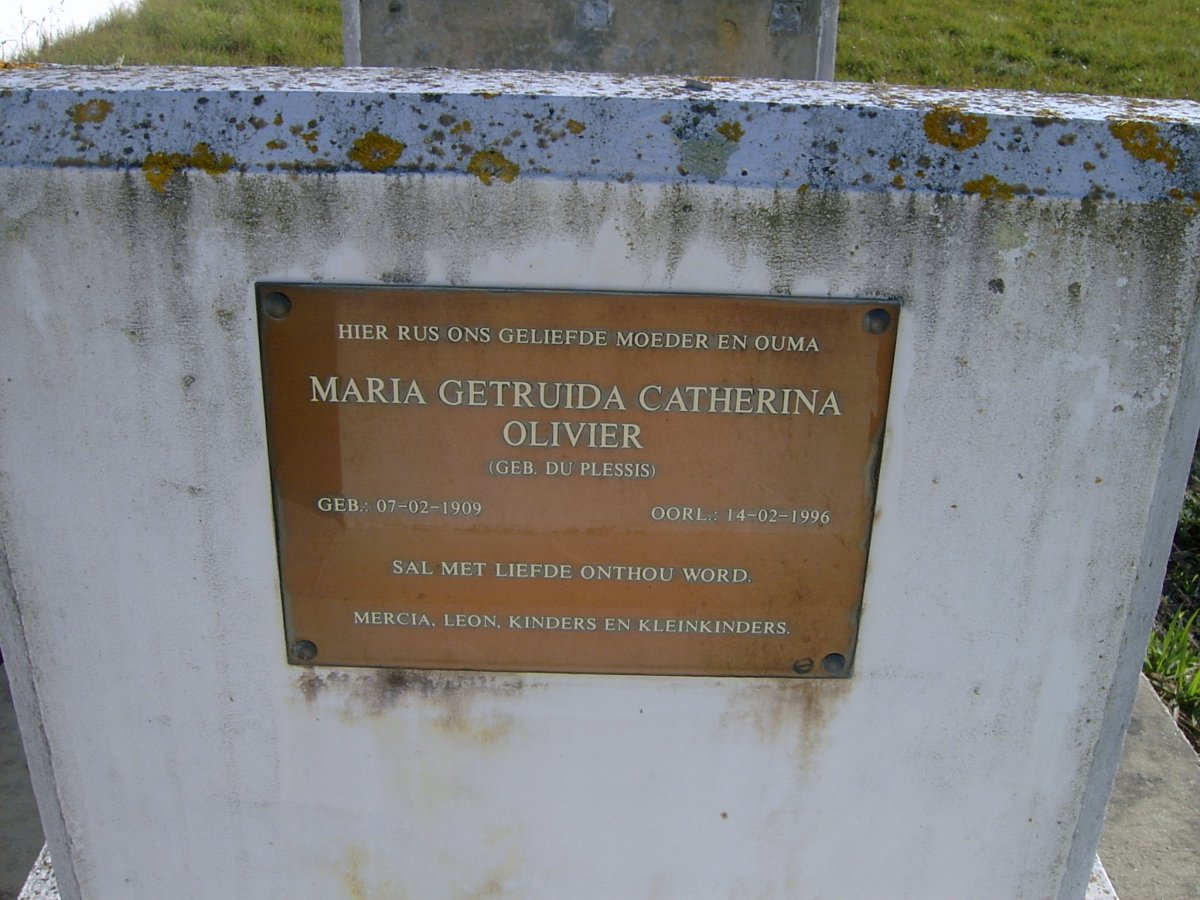 HIER RUS ONS GELIEFDE MOEDER EN OUMA
MARIA GETRUIDA CATHERINA
OLIVIER
(GEB. DU PLESSIS)
GEB.: 07-02-1909 OORL.: 14-02-1996
SAL MET LIEFDE ONTHOU WORD.
MERCIA, LEON, KINDERS EN KLEINKINDERS.